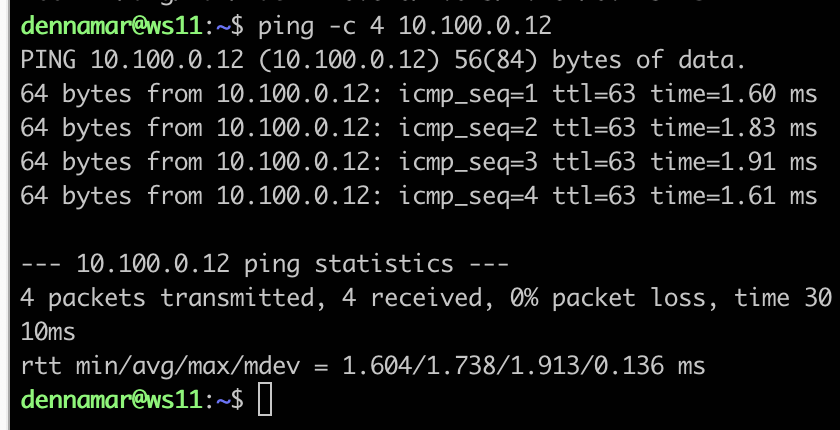 dennamar@ws11:~$ ping -c 4 10.100.0.12
PING 10.100.0.12 (10.100.0.12) 56(84) bytes of data.
64 bytes from 10.100.0.12: icmp_seq=1 ttl=63 time=1.60 ms
64 bytes from 10.100.0.12: icmp_seq=2 ttl=63 time=1.83 ms
64 bytes from 10.100.0.12: icmp_seq=3 ttl=63 time=1.91 ms
64 bytes from 10.100.0.12: icmp_seq=4 ttl=63 time=1.61 ms

--- 10.100.0.12 ping statistics ---
4 packets transmitted, 4 received, 0% packet loss, time 30
10ms
rtt min/avg/max/mdev = 1.604/1.738/1.913/0.136 ms
dennamar@ws11:~$